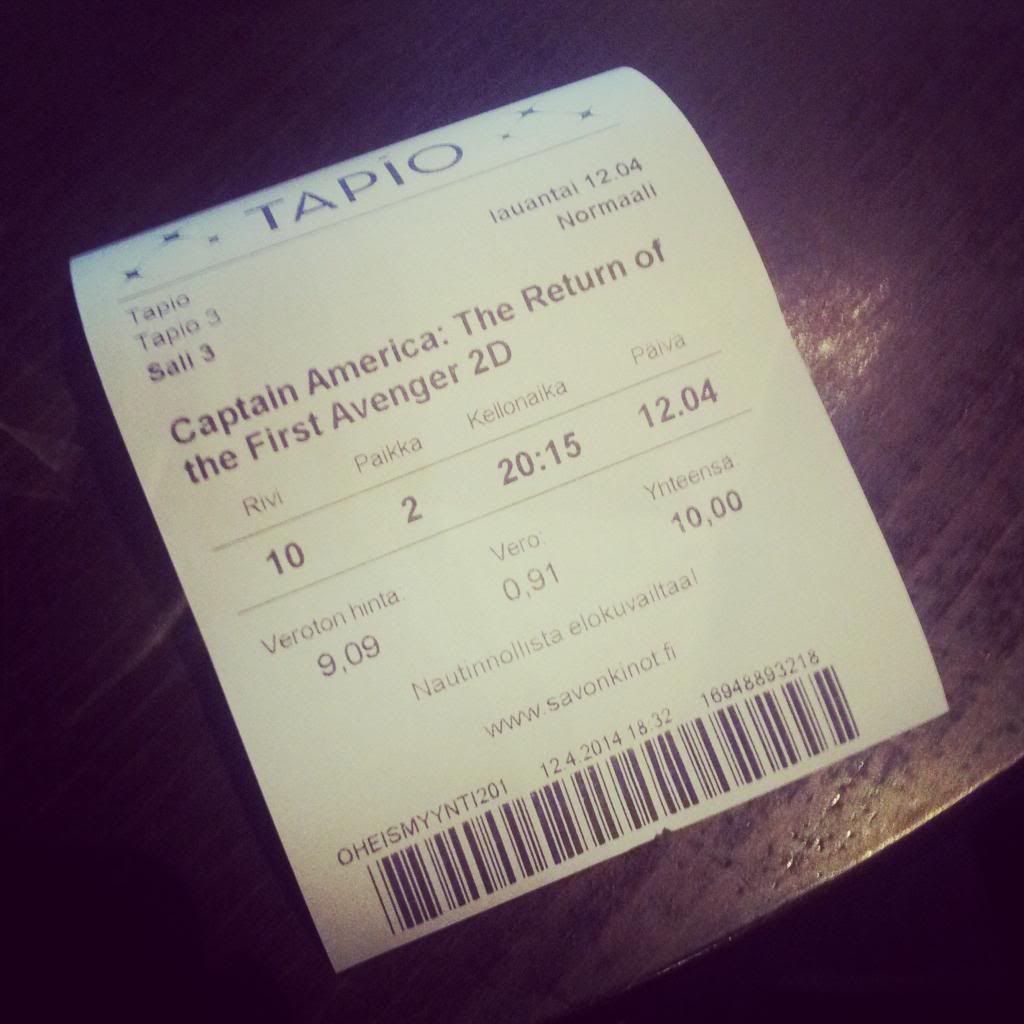 TAPIO
lauantai 12.04
Normaali
Tapio
Tapio 3
Sali 3
Captain America: The Return of
the First Avenger 2D
Rivi Paikka Kellonaika Päivä
10 2 20:15 12.04
Veroton hinta: Vero: Yhteensä
9,09 0,91 10,00
Nautinnollista elokuvailtaa!
www.savonkinot.fi
OHEISMYYNTI201 12.4.2014 18:32 16948893218